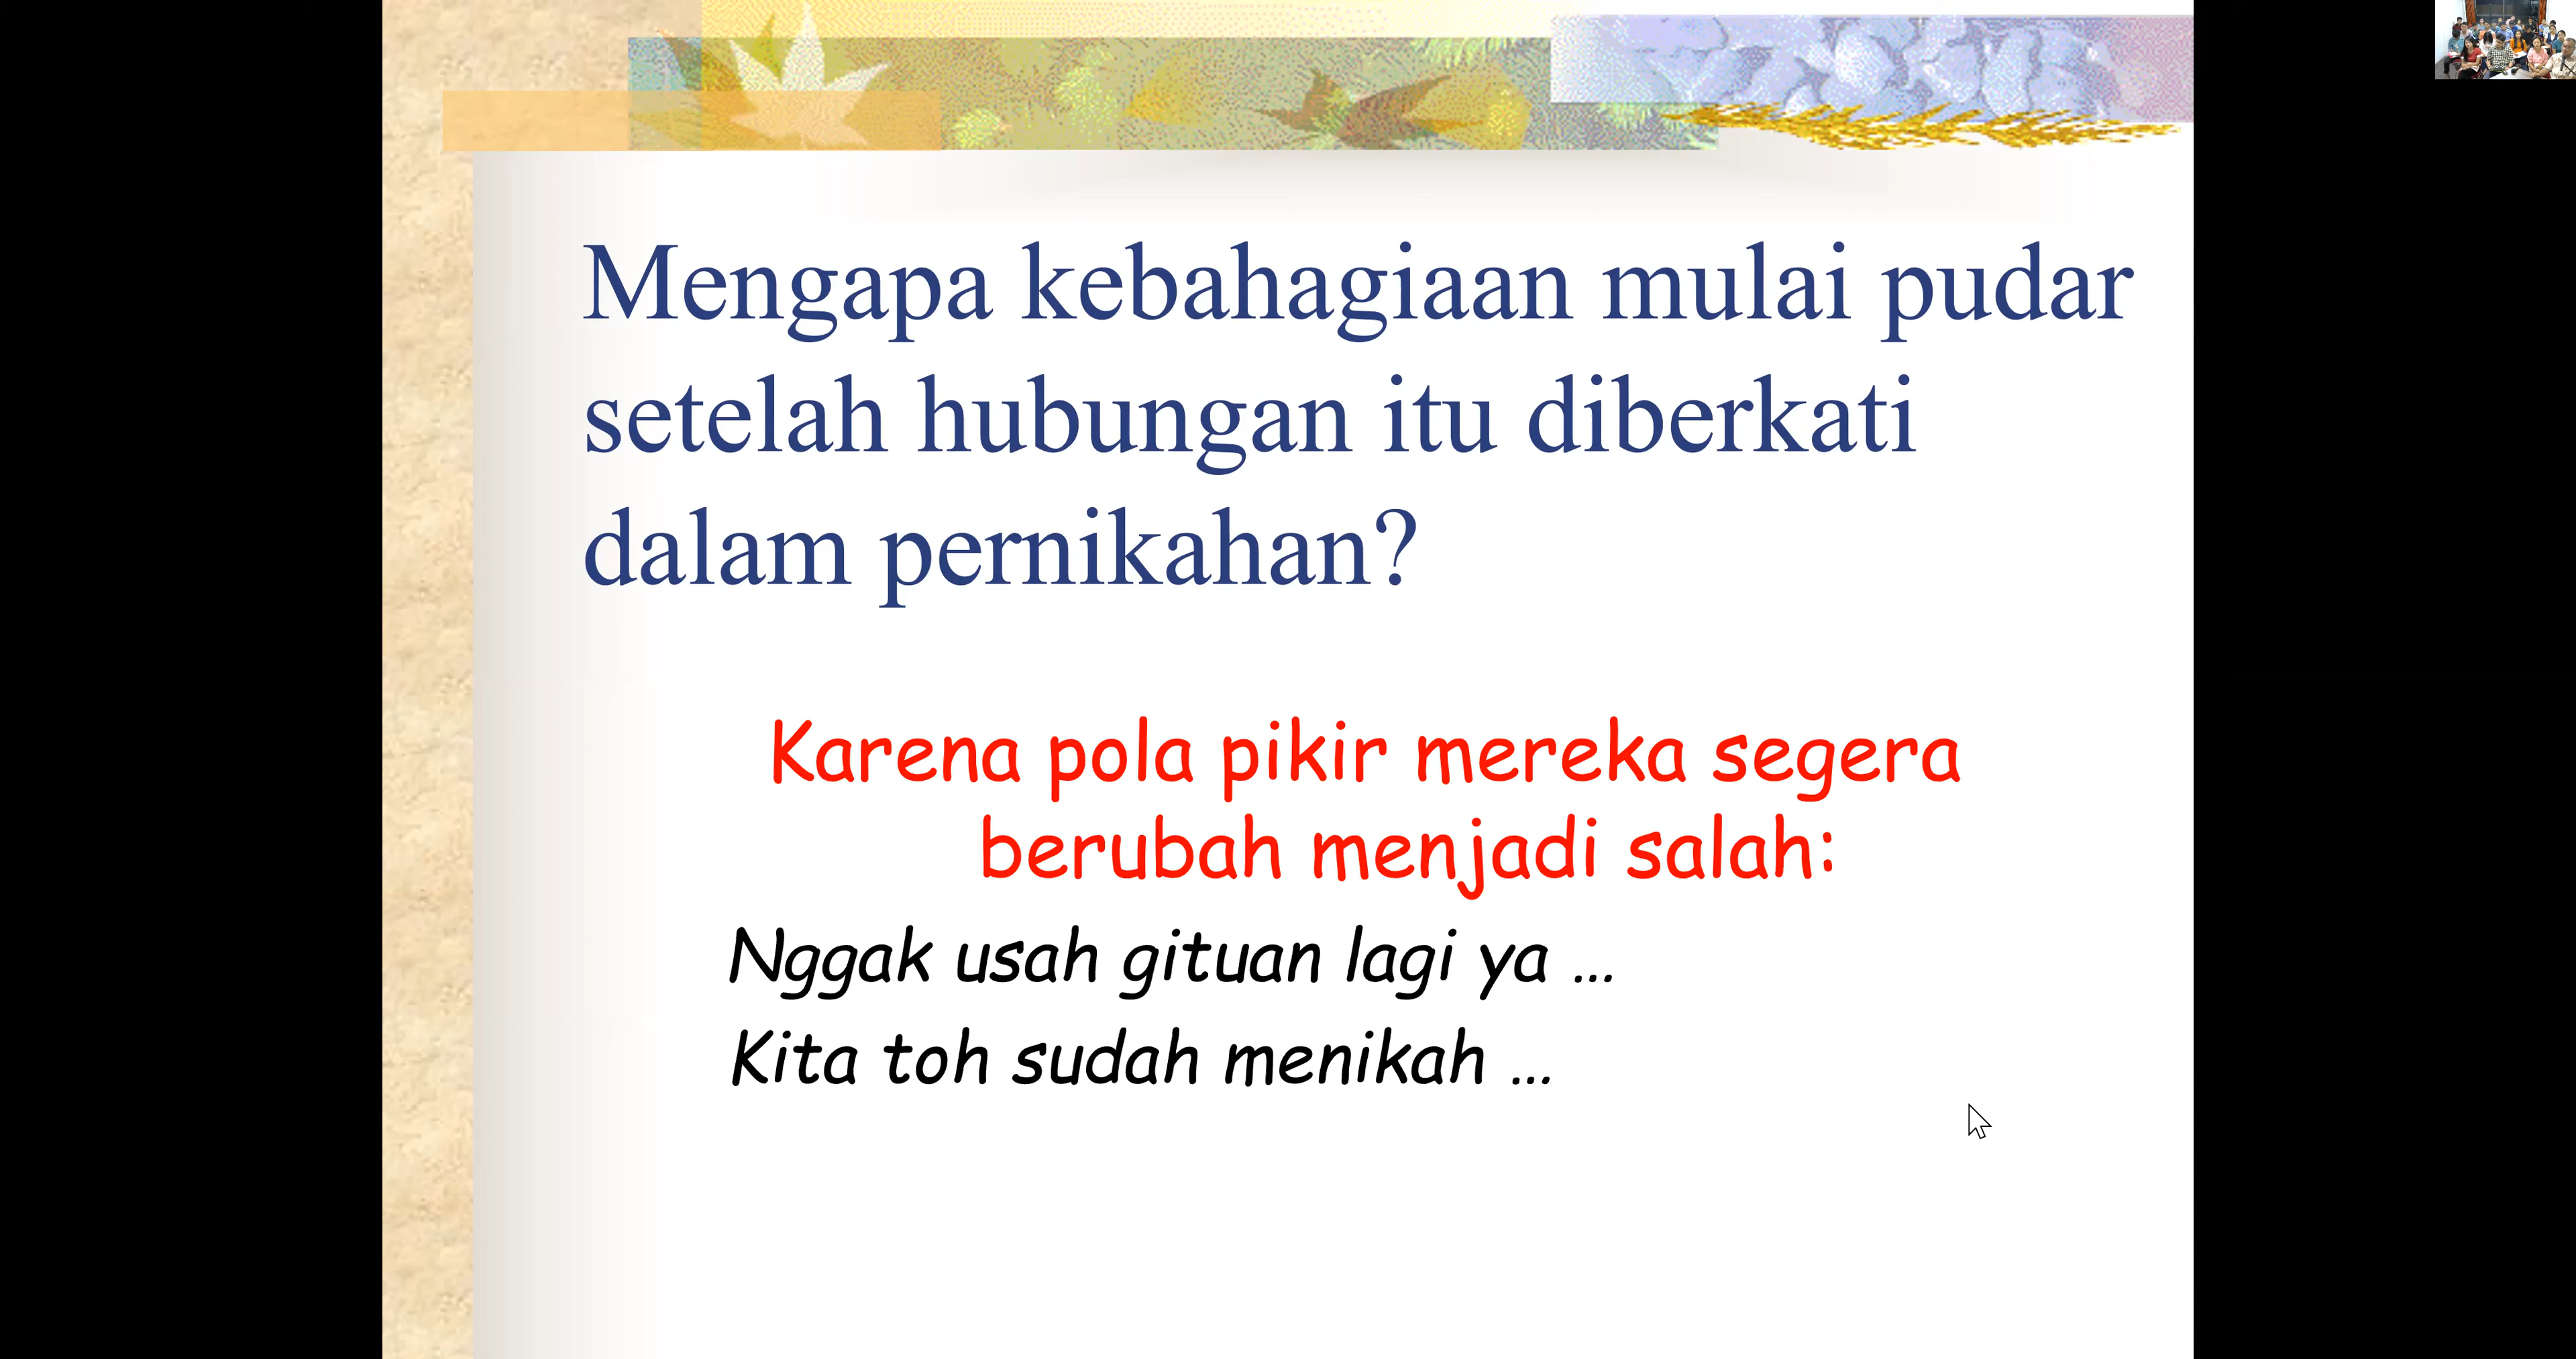 Mengapa kebahagiaan mulai pudar
setelah hubungan itu diberkati
dalam pernikahan?
Karena pola pikir mereka segera
berubah menjadi salah:
Nggak usah gituan lagi ya ...
Kita toh sudah menikah ...